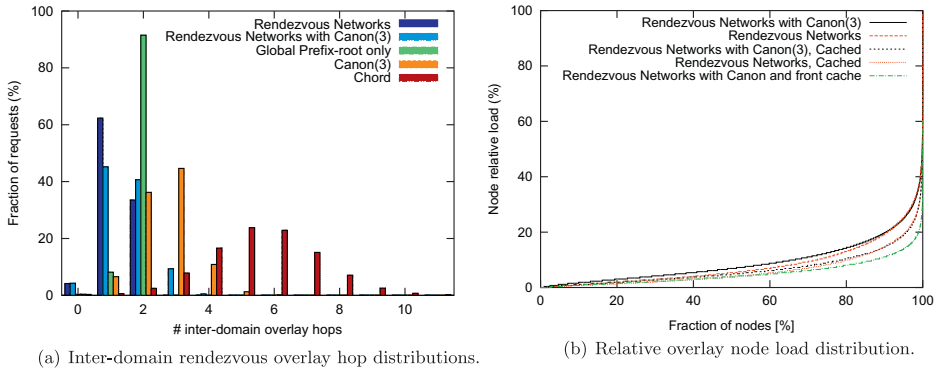 Fraction of requests (%)
100
80
60
40
20
0
0 2 4 6 8 10
# inter-domain overlay hops
Rendezvous Networks
Rendezvous Networks with Canon(3)
Global Prefix-root only
Canon(3)
Chord
(a) Inter-domain rendezvous overlay hop distributions.
Node relative load (%)
100
80
60
40
20
0
0 20 40 60 80 100
Fraction of nodes [%]
Rendezvous Networks with Canon(3)
Rendezvous Networks
Rendezvous Networks with Canon(3), Cached
Rendezvous Networks, Cached
Rendezvous Networks with Canon and front cache
(b) Relative overlay node load distribution.